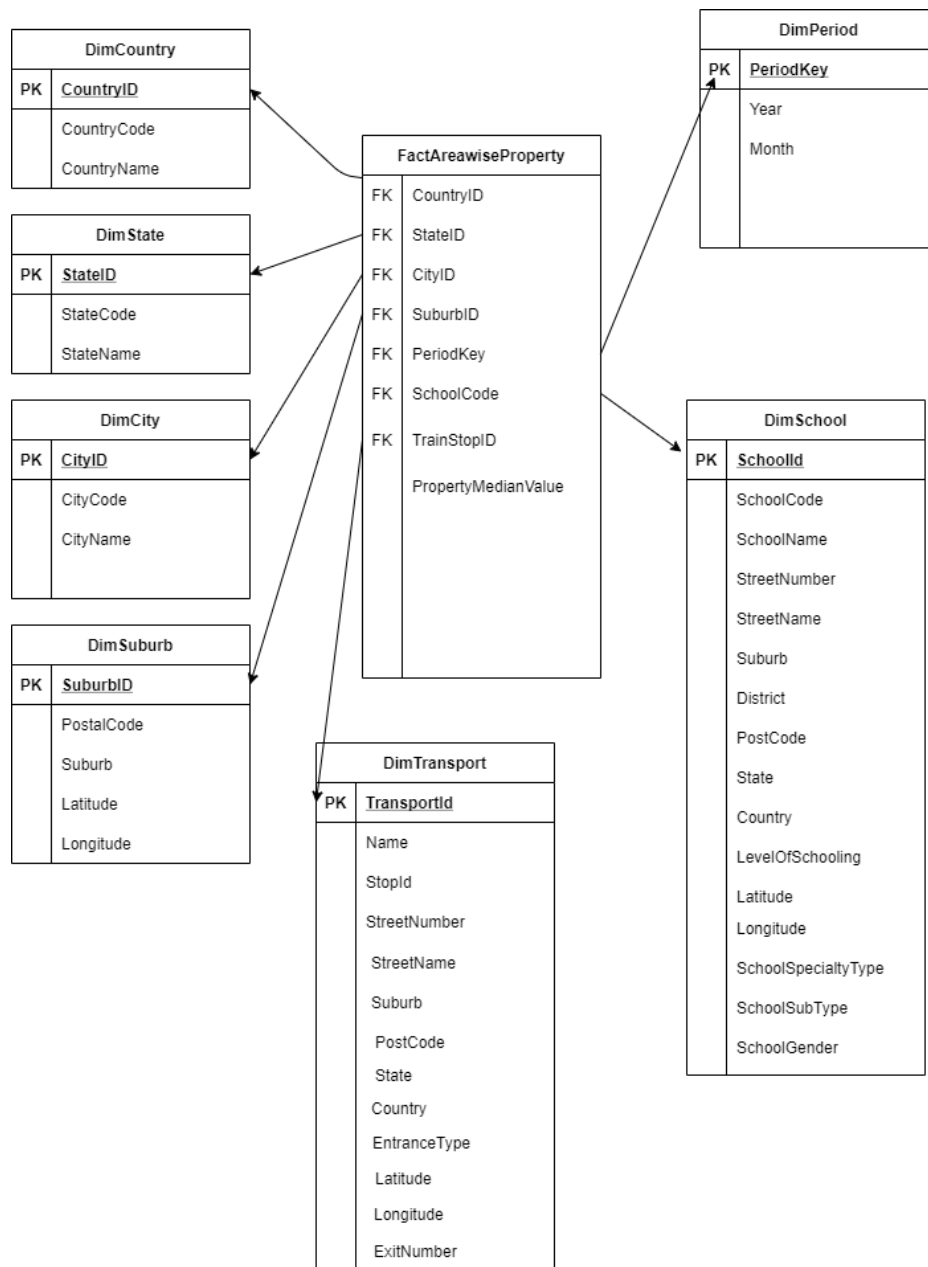 DimCountry
PK CountryID
CountryCode
CountryName
DimState
PK StateID
StateCode
StateName
DimCity
PK CityID
CityCode
CityName
DimSuburb
PK SuburbID
PostalCode
Suburb
Latitude
Longitude
FactAreawiseProperty
FK CountryID
FK StateID
FK CityID
FK SuburbID
FK PeriodKey
FK SchoolCode
FK TrainStopID
PropertyMedianValue
DimTransport
PK TransportId
Name
StopId
StreetNumber
StreetName
Suburb
PostCode
State
Country
EntranceType
Latitude
Longitude
ExitNumber
DimPeriod
PK PeriodKey
Year
Month
DimSchool
PK SchoolId
SchoolCode
SchoolName
StreetNumber
StreetName
Suburb
District
PostCode
State
Country
LevelOfSchooling
Latitude
Longitude
SchoolSpecialtyType
SchoolSubType
SchoolGender